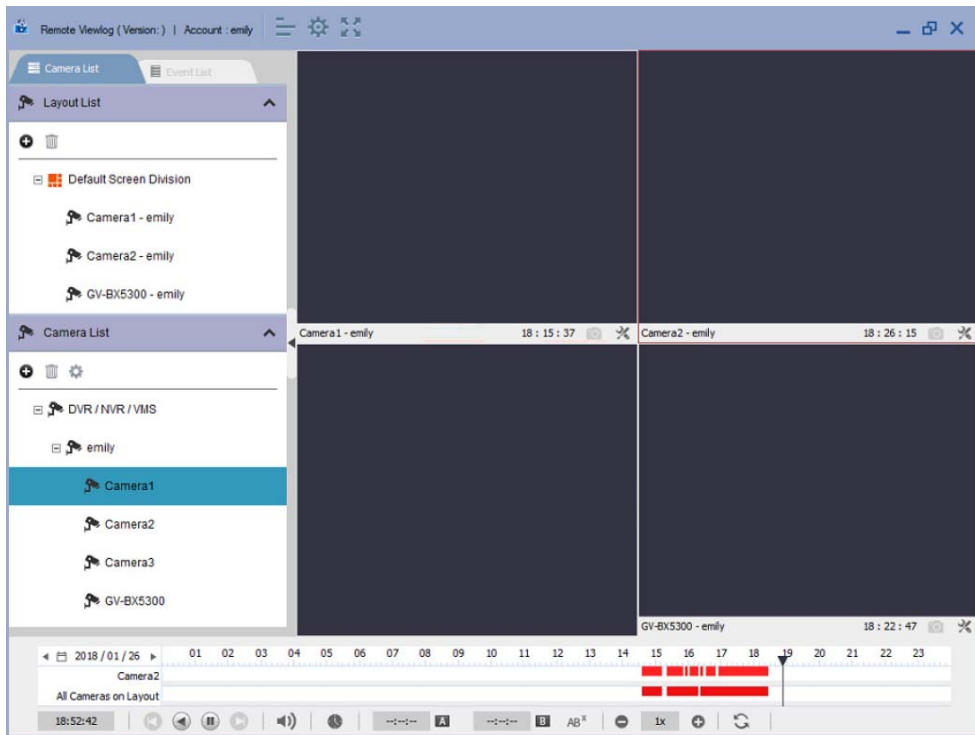 Remote Viewlog ( Version: ) | Account : emily
Camera List
Event List
Layout List
Default Screen Division
Camera1 - emily
Camera2 - emily
GV-BX5300 - emily
Camera List
DVR / NVR / VMS
emily
Camera1
Camera2
Camera3
GV-BX5300
Camera1 - emily 18 : 15 : 37
Camera2 - emily 18 : 26 : 15
GV-BX5300 - emily 18 : 22 : 47
2018 / 01 / 26 01 02 03 04 05 06 07 08 09 10 11 12 13 14 15 16 17 18 19 20 21 22 23
Camera2
All Cameras on Layout
18:52:42 --:--:-- A --:--:-- B ABX 1x